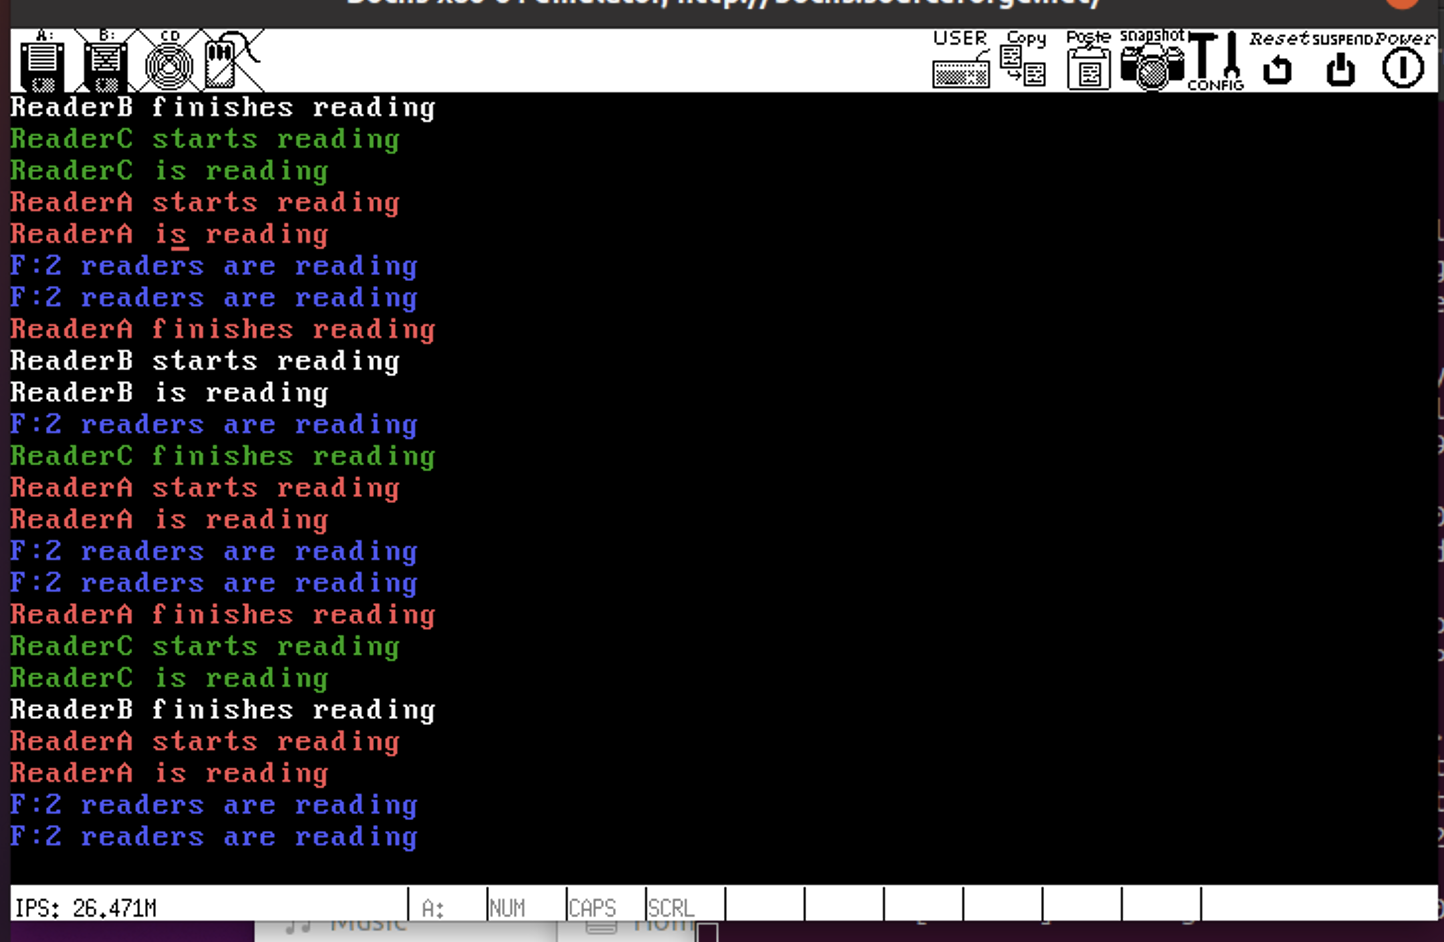 A: B: CD USER Copy Paste snapshot CONFIG Reset SUSPEND Power
ReaderB finishes reading
ReaderC starts reading
ReaderC is reading
ReaderA starts reading
ReaderA is reading
F:2 readers are reading
F:2 readers are reading
ReaderA finishes reading
ReaderB starts reading
ReaderB is reading
F:2 readers are reading
ReaderC finishes reading
ReaderA starts reading
ReaderA is reading
F:2 readers are reading
F:2 readers are reading
ReaderA finishes reading
ReaderC starts reading
ReaderC is reading
ReaderB finishes reading
ReaderA starts reading
ReaderA is reading
F:2 readers are reading
F:2 readers are reading
IPS: 26.471M A: NUM CAPS SCRL
Music